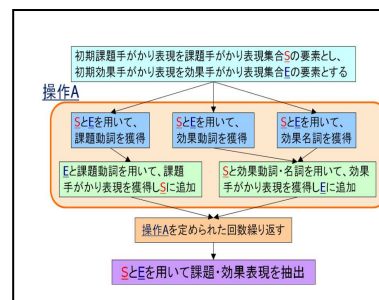 初期課題手がかり表現を課題手がかり表現集合Sの要素とし、
初期効果手がかり表現を効果手がかり表現集合Eの要素とする
操作A
SとEを用いて、
課題動詞を獲得
SとEを用いて、
効果動詞を獲得
SとEを用いて、
効果名詞を獲得
Eと課題動詞を用いて、課題
手がかり表現を獲得しSに追加
Sと効果動詞・名詞を用いて、効果
手がかり表現を獲得しEに追加
操作Aを定められた回数繰り返す
SとEを用いて課題・効果表現を抽出